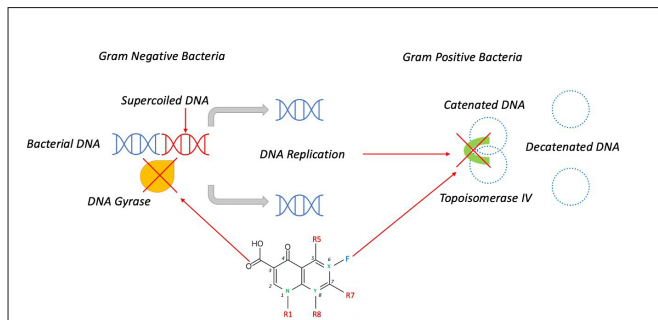 Gram Negative Bacteria
Gram Positive Bacteria
Supercoiled DNA
Catenated DNA
Bacterial DNA
DNA Replication
Decatenated DNA
DNA Gyrase
Topoisomerase IV
HO
O
O
R5
F
4
5
6
X
3
2
7
N
1
Y
8
R7
R1
R8